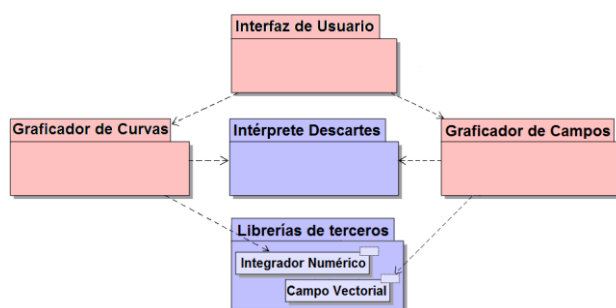 Interfaz de Usuario
Graficador de Curvas
Intérprete Descartes
Graficador de Campos
Librerías de terceros
Integrador Numérico
Campo Vectorial